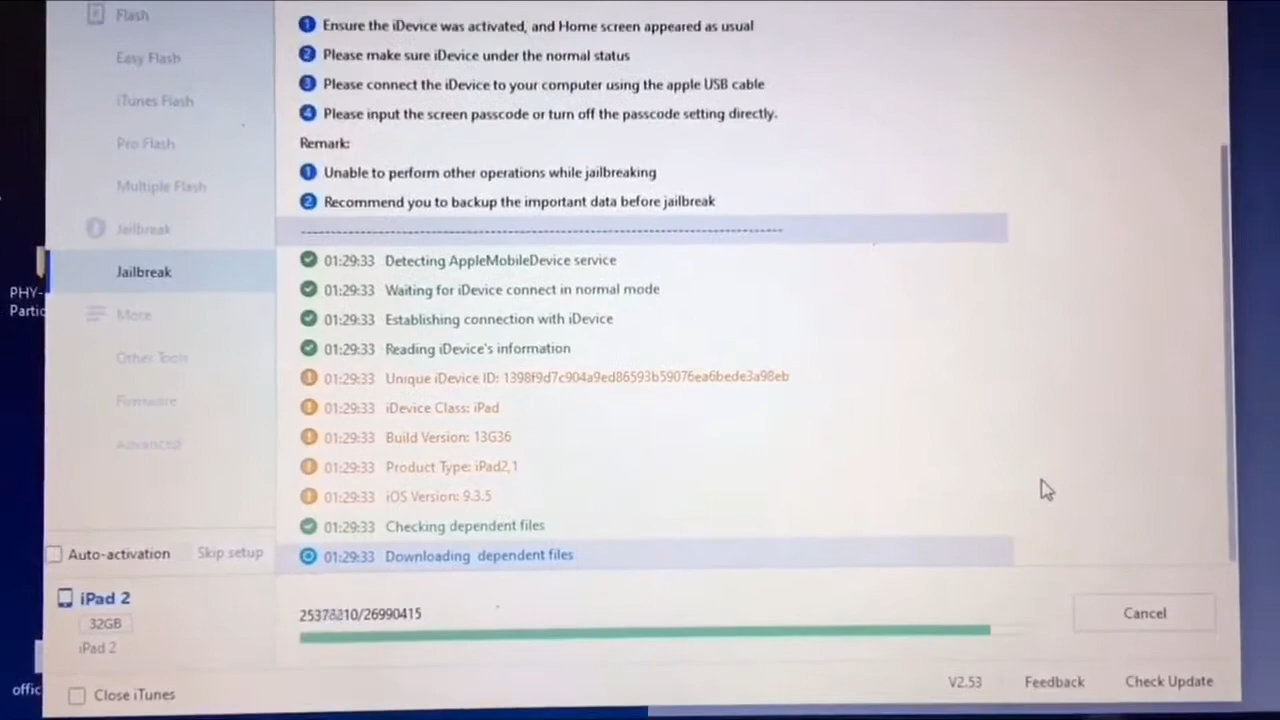 Flash
Easy Flash
iTunes Flash
Pro Flash
Multiple Flash
Jailbreak
Jailbreak
More
Other Tools
Firmware
Advanced
Auto-activation
Skip setup
iPad 2
32GB
iPad 2
Close iTunes
1 Ensure the iDevice was activated, and Home screen appeared as usual
2 Please make sure iDevice under the normal status
3 Please connect the iDevice to your computer using the apple USB cable
4 Please input the screen passcode or turn off the passcode setting directly.
Remark:
1 Unable to perform other operations while jailbreaking
2 Recommend you to backup the important data before jailbreak
01:29:33 Detecting AppleMobileDevice service
01:29:33 Waiting for iDevice connect in normal mode
01:29:33 Establishing connection with iDevice
01:29:33 Reading iDevice's information
01:29:33 Unique iDevice ID: 1398f9d7c904a9ed86593b59076ea6bede3a98eb
01:29:33 iDevice Class: iPad
01:29:33 Build Version: 13G36
01:29:33 Product Type: iPad2,1
01:29:33 iOS Version: 9.3.5
01:29:33 Checking dependent files
01:29:33 Downloading dependent files
Cancel
V2.53
Feedback
Check Update
PHY-
Partic
offic